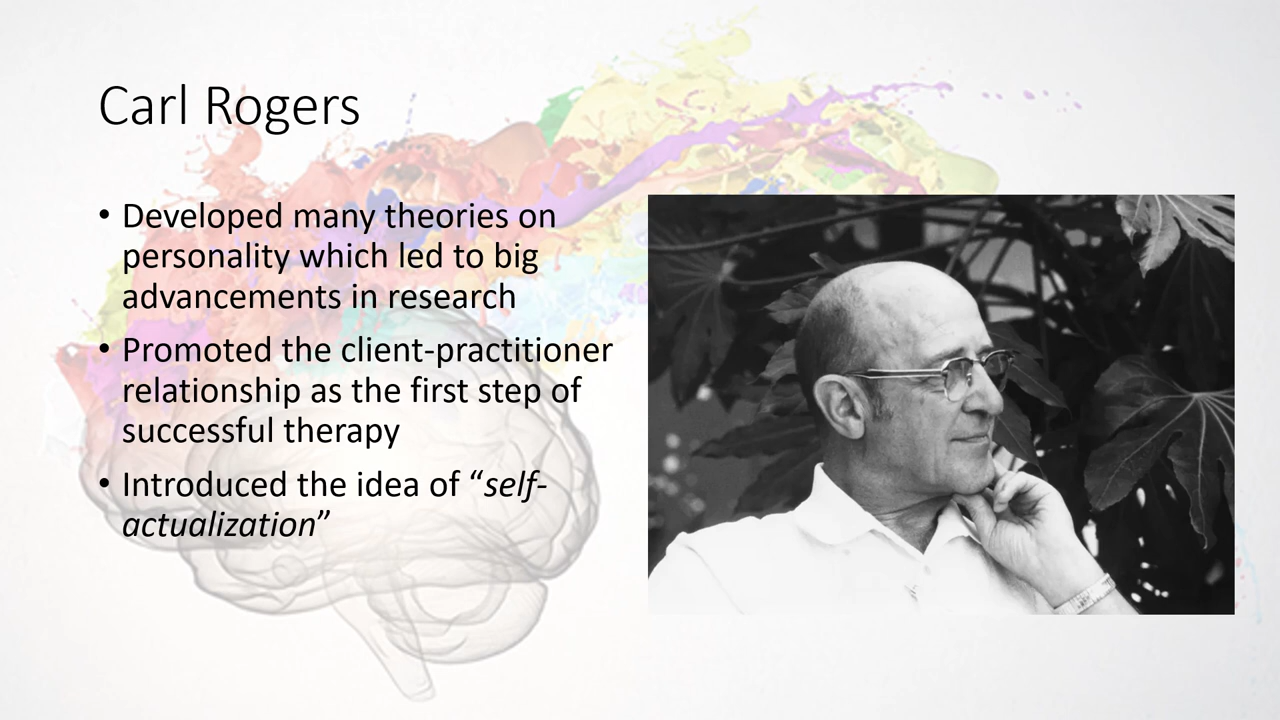 Carl Rogers
• Developed many theories on
personality which led to big
advancements in research
• Promoted the client-practitioner
relationship as the first step of
successful therapy
• Introduced the idea of “self-
actualization”